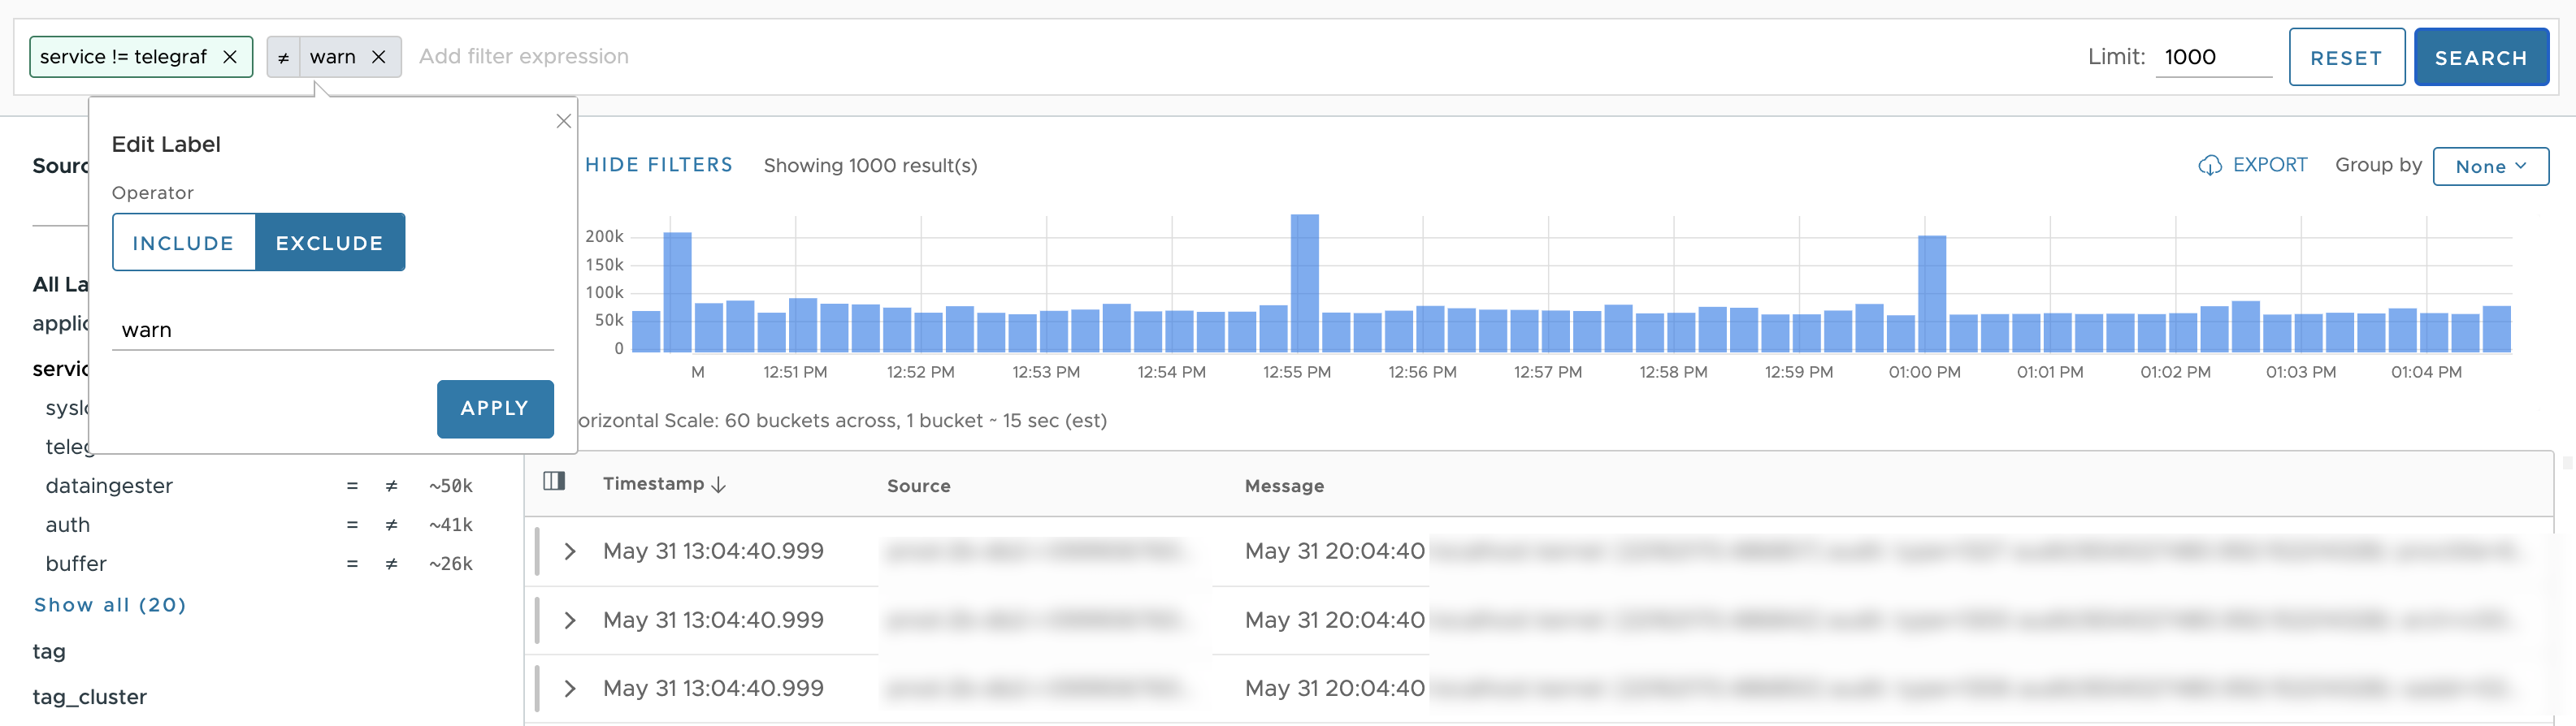 service != telegraf × ≠ warn × Add filter expression Limit: 1000 RESET SEARCH
Edit Label
Operator
INCLUDE EXCLUDE
warn
APPLY
HIDE FILTERS Showing 1000 result(s) EXPORT Group by None
200k
150k
100k
50k
0
M 12:51 PM 12:52 PM 12:53 PM 12:54 PM 12:55 PM 12:56 PM 12:57 PM 12:58 PM 12:59 PM 01:00 PM 01:01 PM 01:02 PM 01:03 PM 01:04 PM
orizontal Scale: 60 buckets across, 1 bucket ~ 15 sec (est)
Sourc
All La
applic
servic
syslo
teleg
dataingester = ≠ ~50k
auth = ≠ ~41k
buffer = ≠ ~26k
Show all (20)
tag
tag_cluster
Timestamp ↓ Source Message
May 31 13:04:40.999 May 31 20:04:40
May 31 13:04:40.999 May 31 20:04:40
May 31 13:04:40.999 May 31 20:04:40